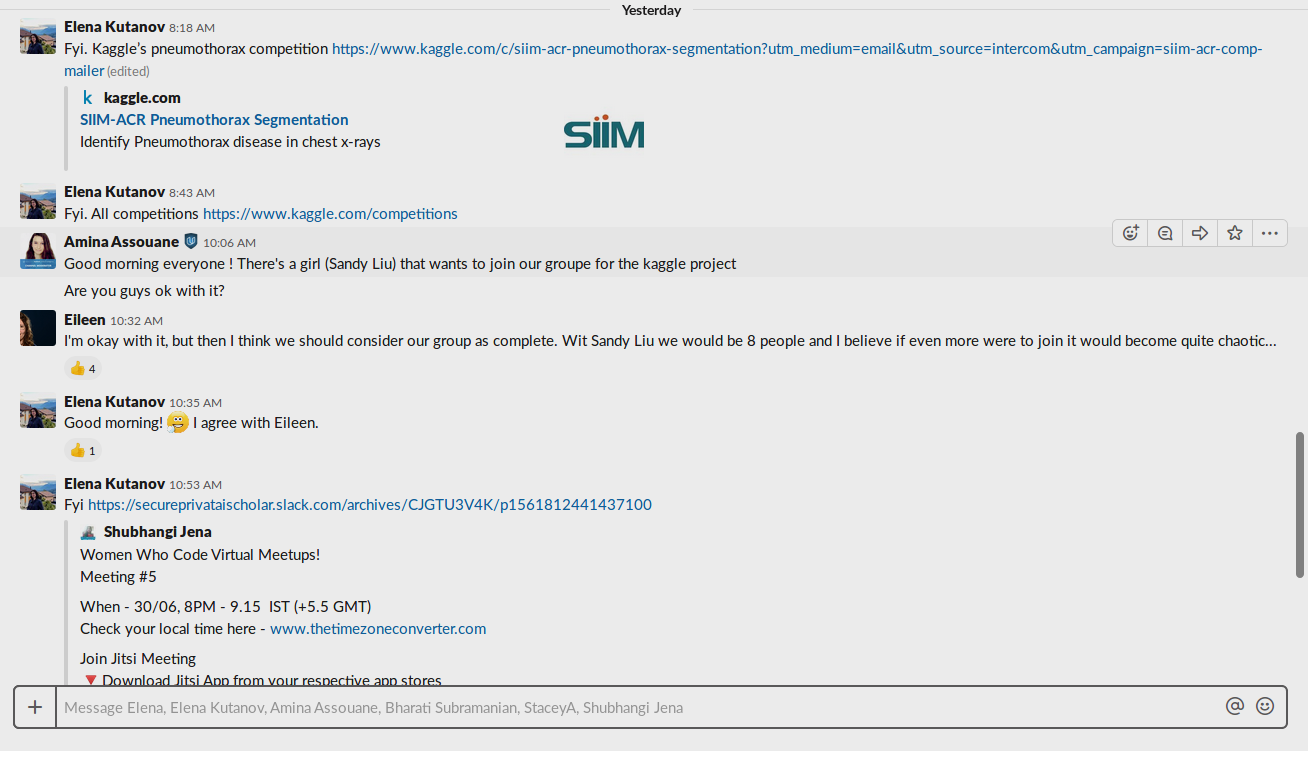 Yesterday
Elena Kutanov 8:18 AM
Fyi. Kaggle's pneumothorax competition https://www.kaggle.com/c/siim-acr-pneumothorax-segmentation?utm_medium=email&utm_source=intercom&utm_campaign=siim-acr-comp-
mailer (edited)
k kaggle.com
SIIM-ACR Pneumothorax Segmentation
Identify Pneumothorax disease in chest x-rays
SiiM
Elena Kutanov 8:43 AM
Fyi. All competitions https://www.kaggle.com/competitions
Amina Assouane 10:06 AM
Good morning everyone ! There's a girl (Sandy Liu) that wants to join our groupe for the kaggle project
Are you guys ok with it?
Eileen 10:32 AM
I'm okay with it, but then I think we should consider our group as complete. Wit Sandy Liu we would be 8 people and I believe if even more were to join it would become quite chaotic...
4
Elena Kutanov 10:35 AM
Good morning! I agree with Eileen.
1
Elena Kutanov 10:53 AM
Fyi https://secureprivataischolar.slack.com/archives/CJGTU3V4K/p1561812441437100
Shubhangi Jena
Women Who Code Virtual Meetups!
Meeting #5
When - 30/06, 8PM - 9.15 IST (+5.5 GMT)
Check your local time here - www.thetimezoneconverter.com
Join Jitsi Meeting
Download Jitsi App from your respective app stores
Message Elena, Elena Kutanov, Amina Assouane, Bharati Subramanian, StaceyA, Shubhangi Jena